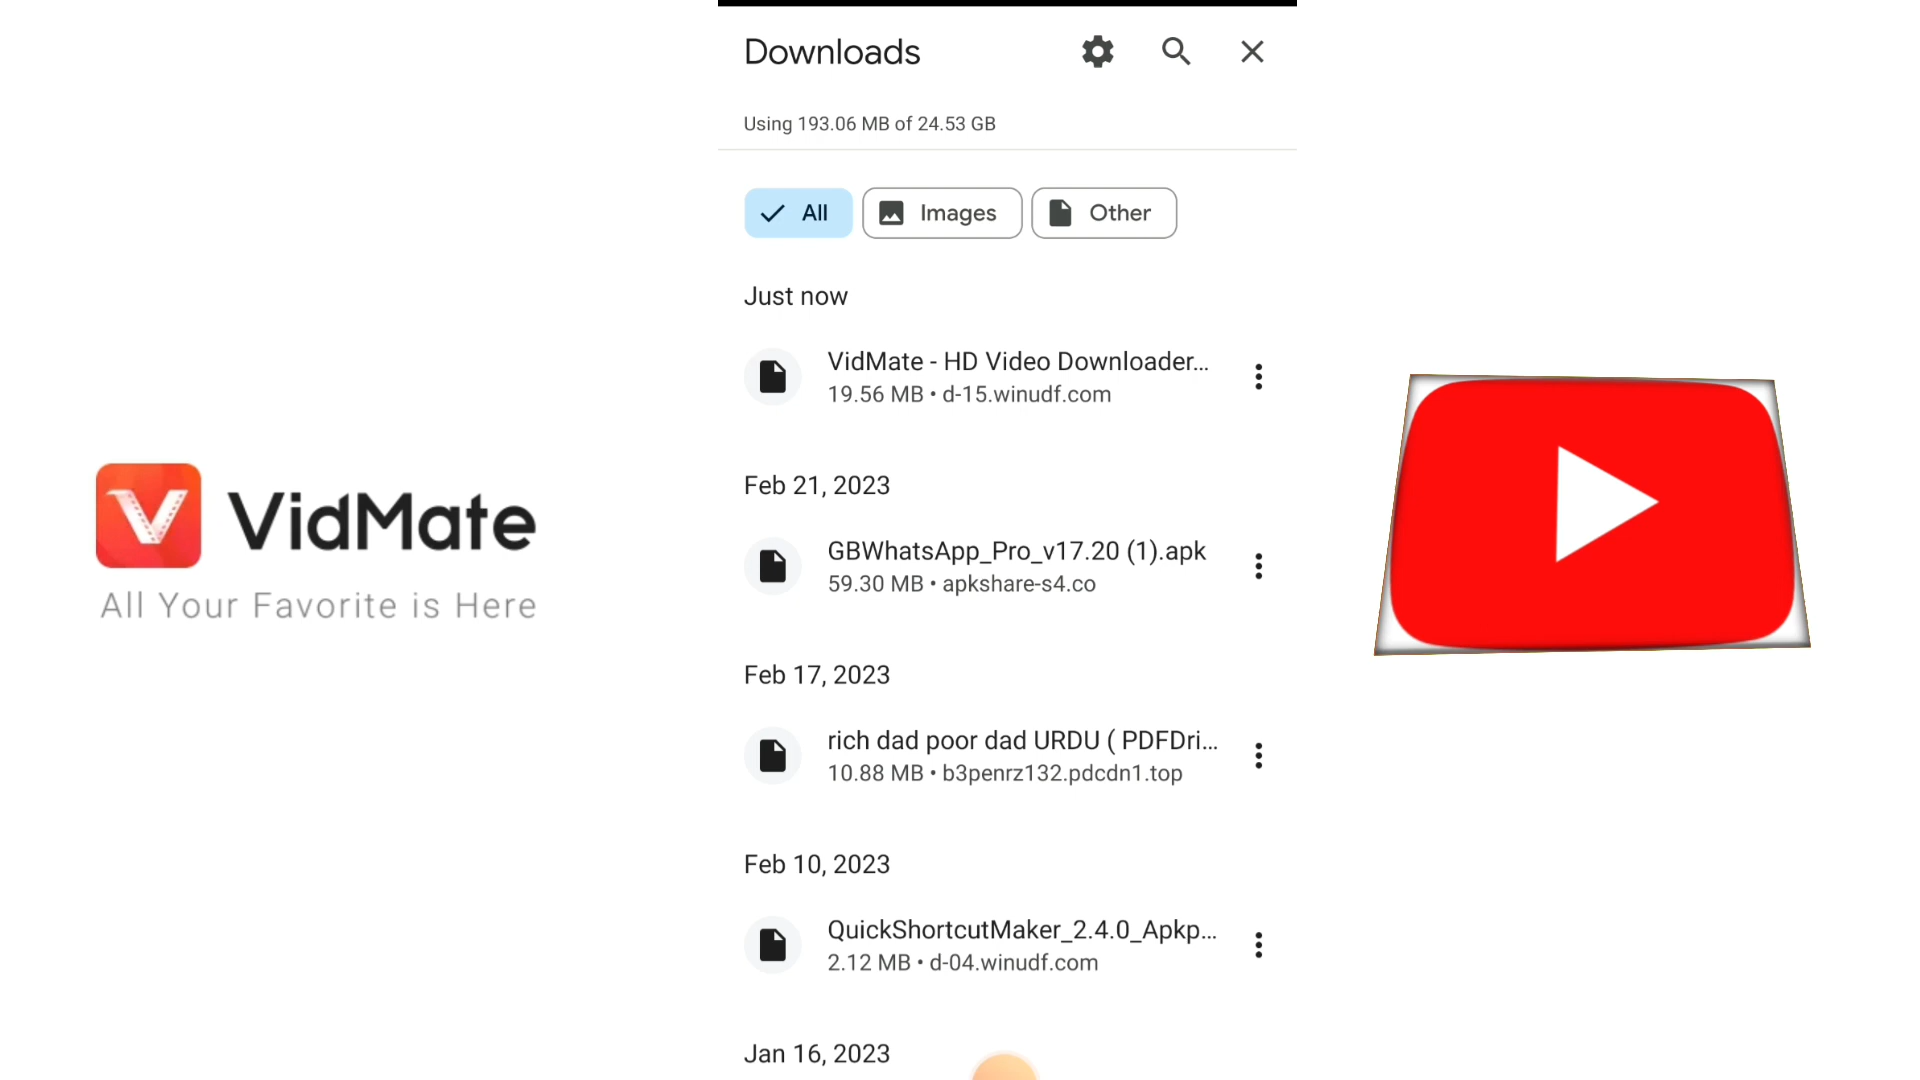 Downloads
Using 193.06 MB of 24.53 GB
All
Images
Other
Just now
VidMate - HD Video Downloader...
19.56 MB • d-15.winudf.com
Feb 21, 2023
GBWhatsApp_Pro_v17.20 (1).apk
59.30 MB • apkshare-s4.co
Feb 17, 2023
rich dad poor dad URDU ( PDFDri...
10.88 MB • b3penrz132.pdcdn1.top
Feb 10, 2023
QuickShortcutMaker_2.4.0_Apkp...
2.12 MB • d-04.winudf.com
Jan 16, 2023
VidMate
All Your Favorite is Here